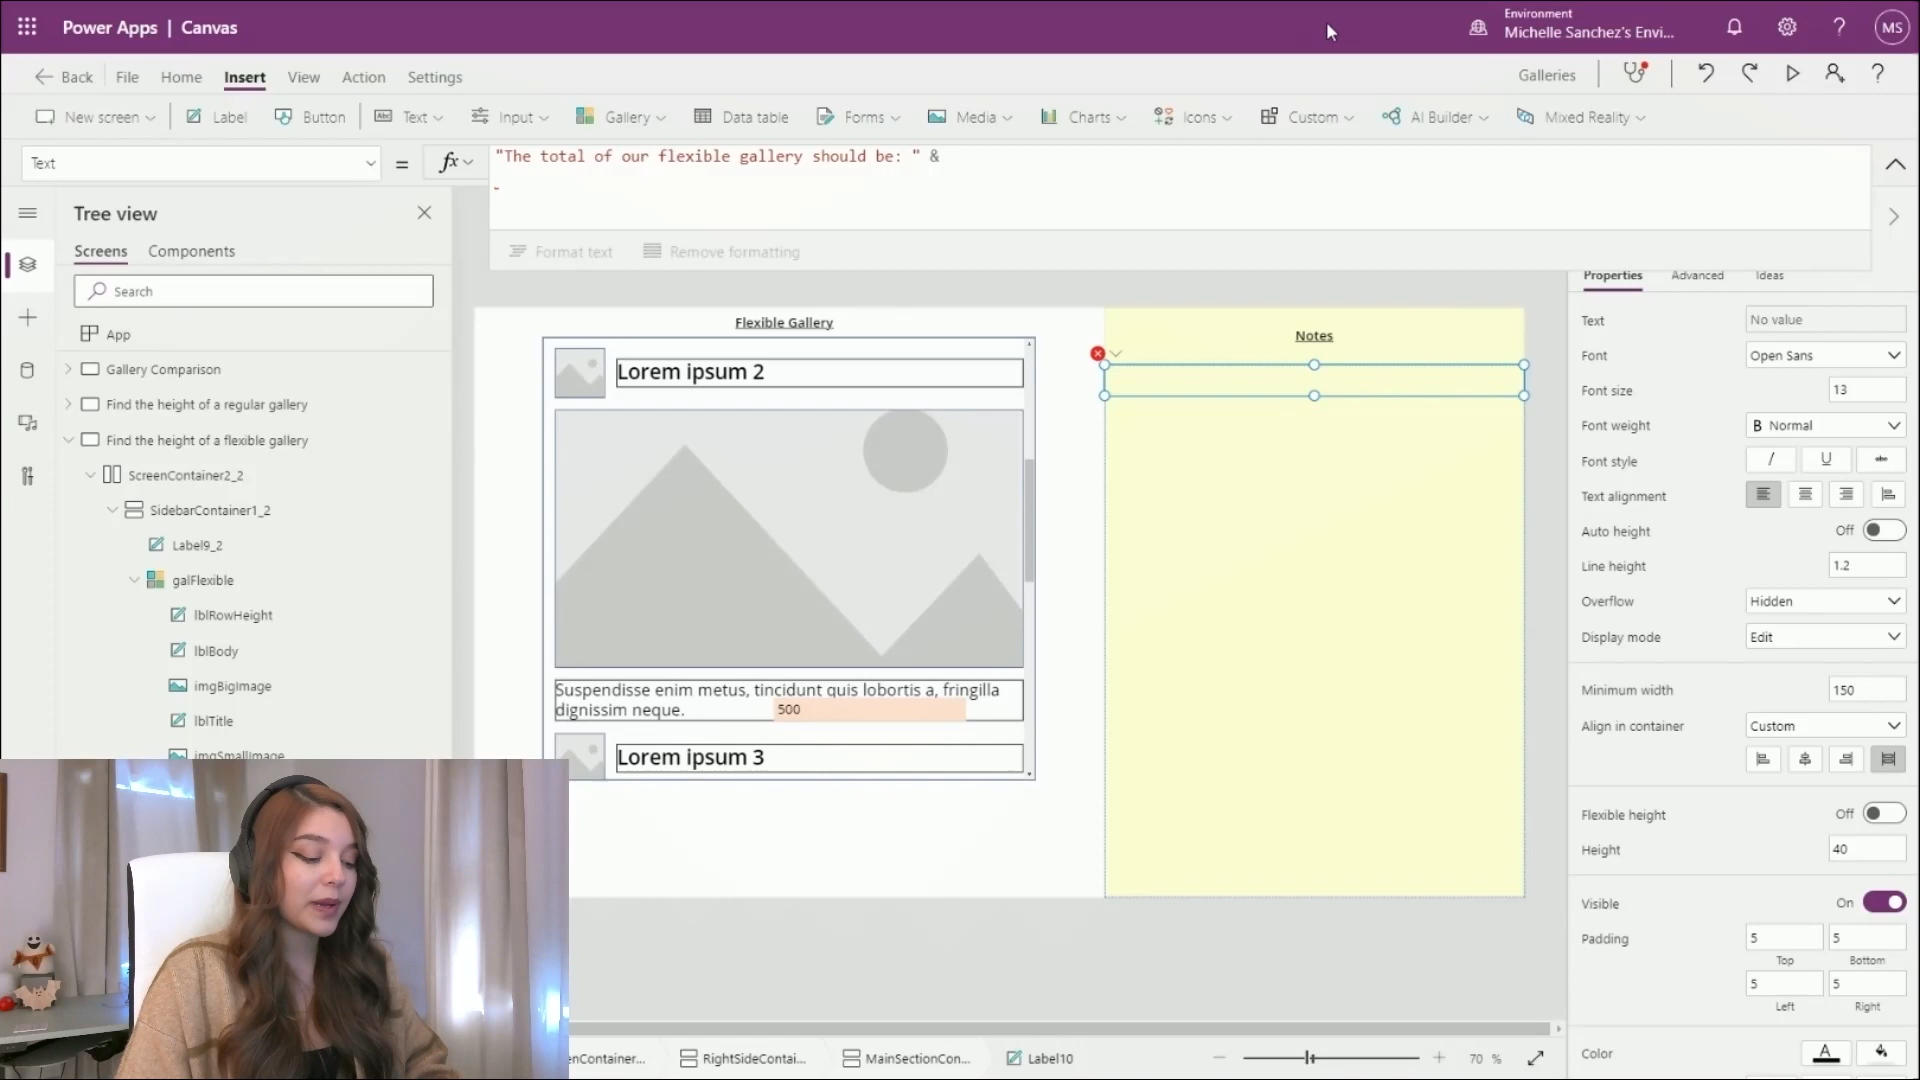 Power Apps | Canvas
Environment
Michelle Sanchez's Envi...
MS
Back
File
Home
Insert
View
Action
Settings
Galleries
New screen
Label
Button
Text
Input
Gallery
Data table
Forms
Media
Charts
Icons
Custom
AI Builder
Mixed Reality
Text
=
fx
"The total of our flexible gallery should be: " &
Format text
Remove formatting
Tree view
Screens
Components
Search
App
Gallery Comparison
Find the height of a regular gallery
Find the height of a flexible gallery
ScreenContainer2_2
SidebarContainer1_2
Label9_2
galFlexible
lblRowHeight
lblBody
imgBigImage
lblTitle
imgSmallImage
Flexible Gallery
Lorem ipsum 2
Suspendisse enim metus, tincidunt quis lobortis a, fringilla
dignissim neque.
500
Lorem ipsum 3
Notes
Properties
Advanced
Ideas
Text
No value
Font
Open Sans
Font size
13
Font weight
B Normal
Font style
/
U
abc
Text alignment
Auto height
Off
Line height
1.2
Overflow
Hidden
Display mode
Edit
Minimum width
150
Align in container
Custom
Flexible height
Off
Height
40
Visible
On
Padding
5
5
Top
Bottom
5
5
Left
Right
Color
A
enContainer...
RightSideContai...
MainSectionCon...
Label10
70 %